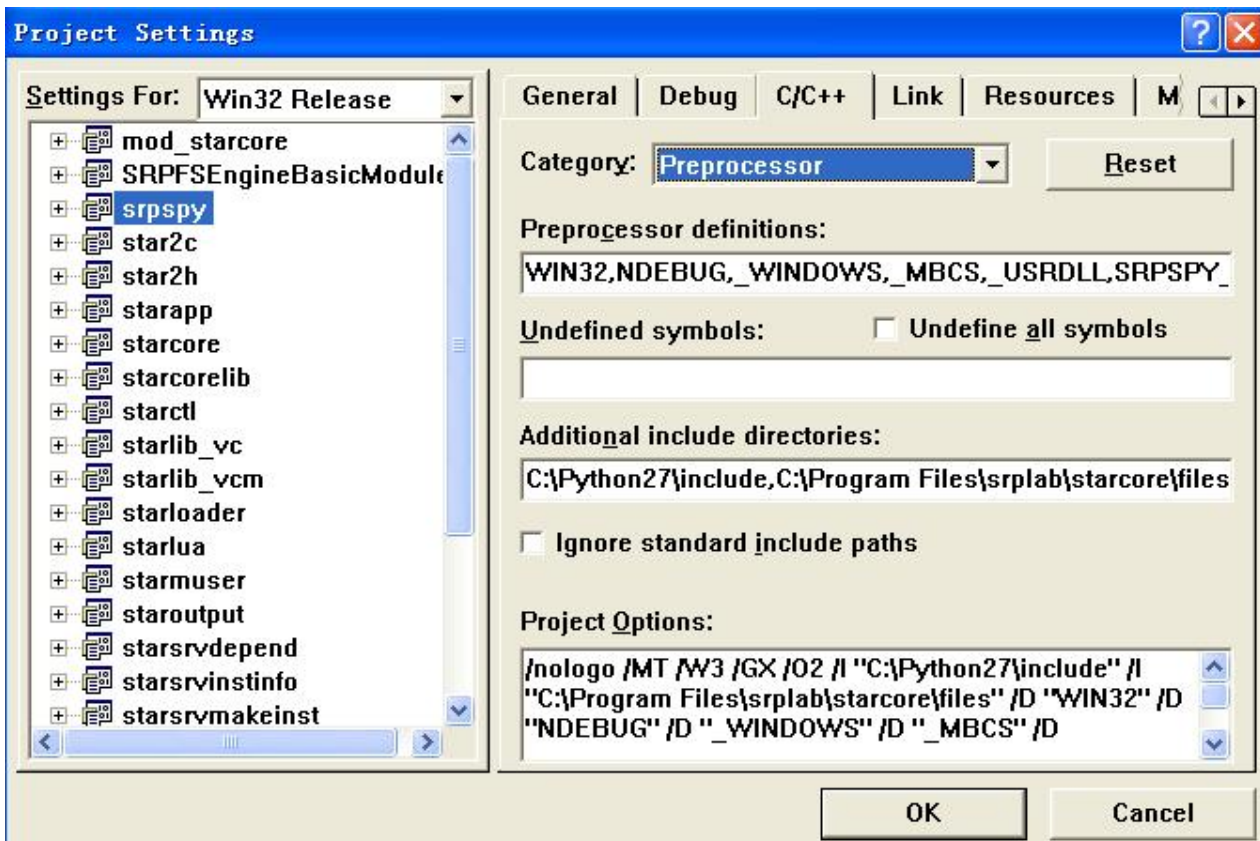 Project Settings
Settings For: Win32 Release
mod_starcore
SRPFSEngineBasicModule
srpspy
star2c
star2h
starapp
starcore
starcorelib
starctl
starlib_vc
starlib_vcm
starloader
starlua
starmuser
staroutput
starsrvdepend
starsrvinstinfo
starsrvmakeinst
General Debug C/C++ Link Resources M
Category: Preprocessor Reset
Preprocessor definitions:
WIN32,NDEBUG,_WINDOWS,_MBCS,_USRDLL,SRPSPY_
Undefined symbols: Undefine all symbols
Additional include directories:
C:\Python27\include,C:\Program Files\srplab\starcore\files
Ignore standard include paths
Project Options:
/nologo /MT /W3 /GX /O2 /I "C:\Python27\include" /I
"C:\Program Files\srplab\starcore\files" /D "WIN32" /D
"NDEBUG" /D "_WINDOWS" /D "_MBCS" /D
OK Cancel